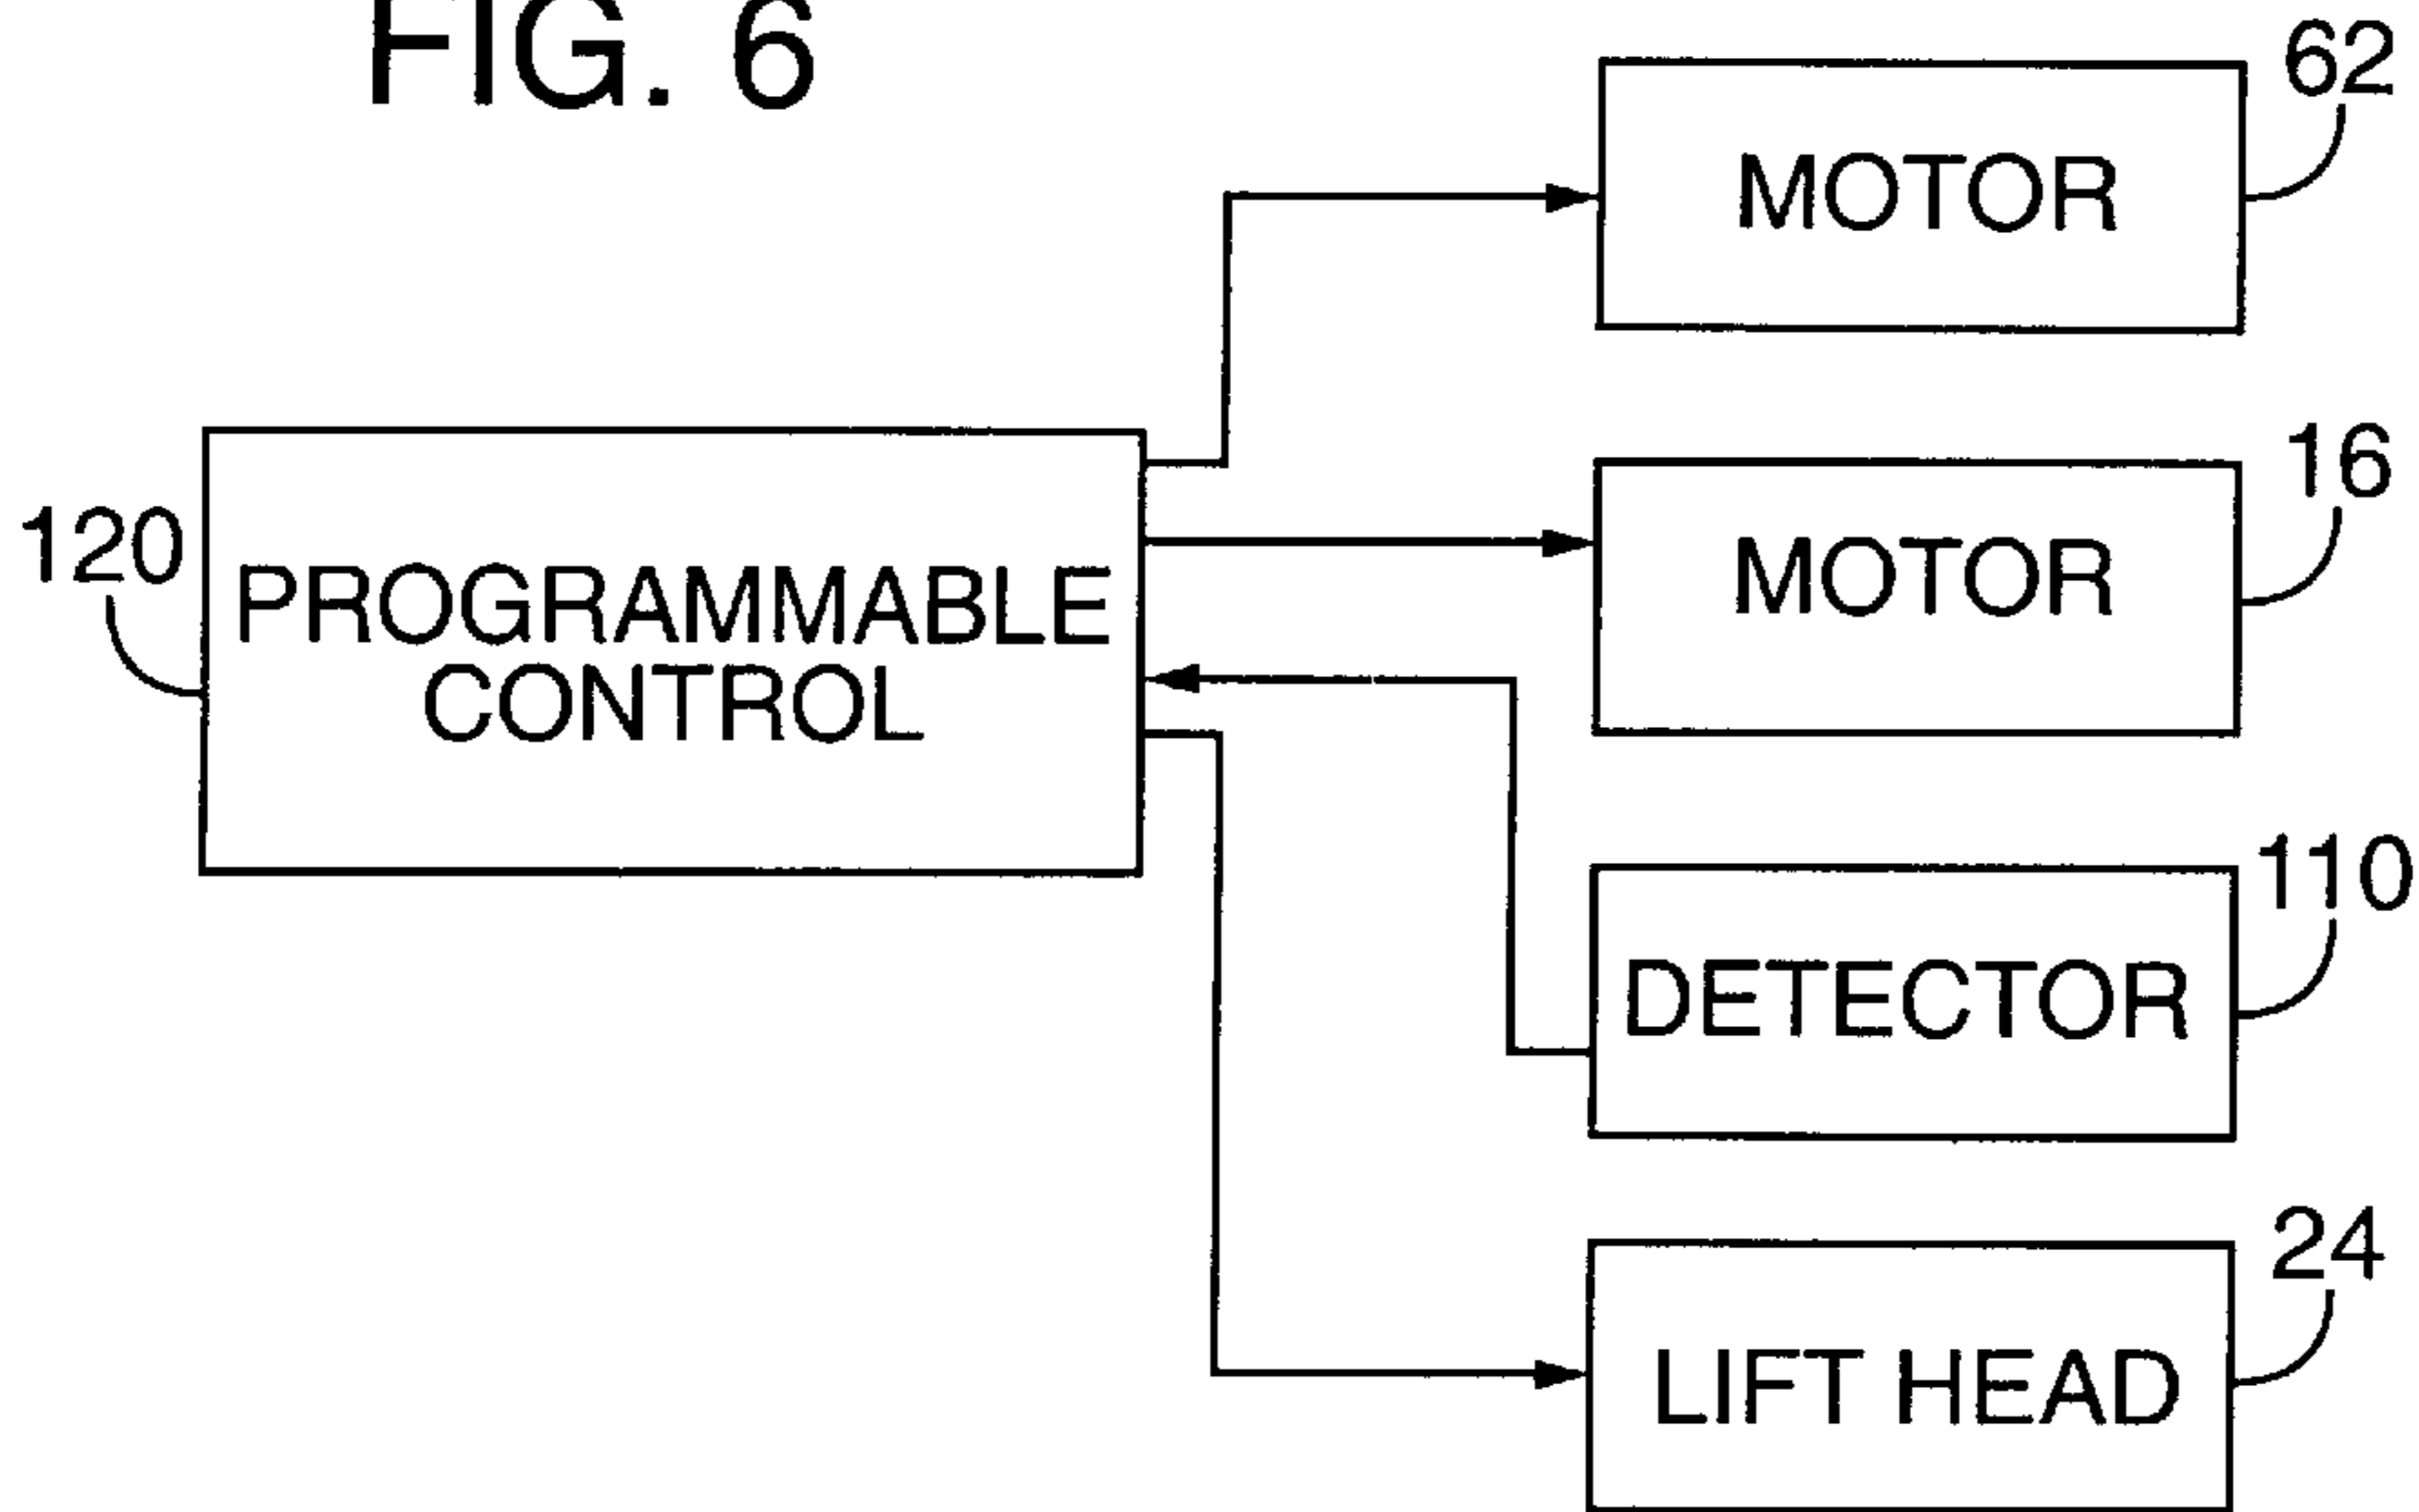 FIG. 6
62
MOTOR
16
MOTOR
120
PROGRAMMABLE
CONTROL
110
DETECTOR
24
LIFT HEAD